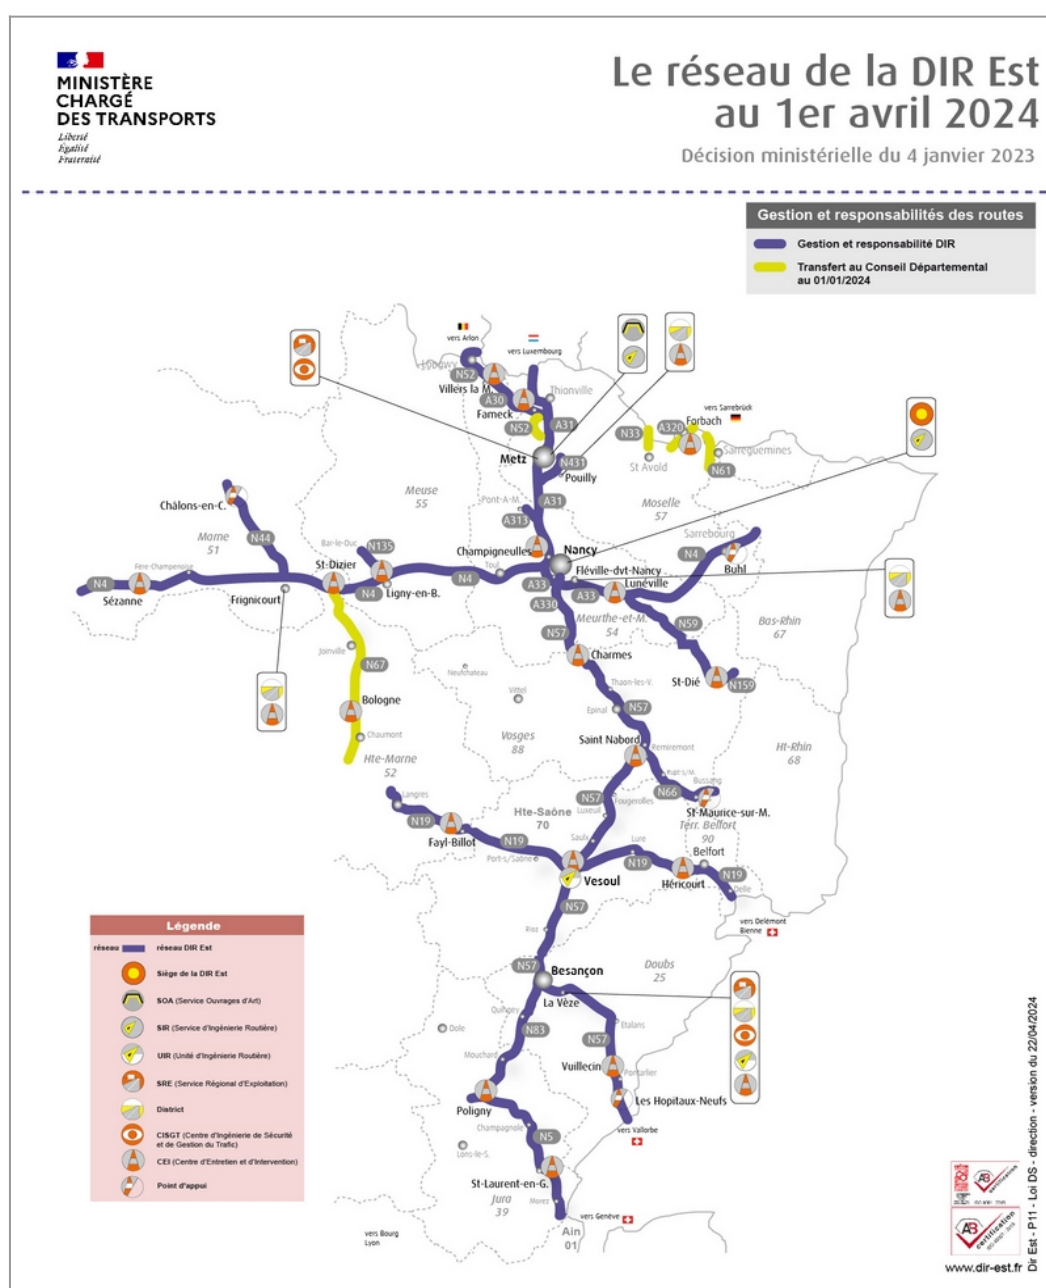 MINISTÈRE
CHARGÉ
DES TRANSPORTS
Liberté
Égalité
Fraternité
Le réseau de la DIR Est
au 1er avril 2024
Décision ministérielle du 4 janvier 2023
Gestion et responsabilités des routes
Gestion et responsabilité DIR
Transfert au Conseil Départemental
au 01/01/2024
vers Arlon
vers Luxembourg
Longwy
N52
Villers la M.
A30
Thionville
Fameck
N52
A31
vers Sarrebrück
Forbach
A320
N33
Sarreguemines
St Avold
N61
Metz
N431
Pouilly
Meuse
55
Moselle
57
Pont-A-M.
A31
A313
Châlons-en-C.
Marne
51
N44
Bar-le-Duc
N135
Champigneulles
Nancy
Sarrebourg
N4
Buhl
Fère-Champenoise
St-Dizier
Toul
Fléville-dvt-Nancy
Lunéville
N4
Sézanne
Frignicourt
N4
Ligny-en-B.
N4
A33
A33
A330
Meurthe-et-M.
54
Bas-Rhin
67
N57
N59
Joinville
Charmes
N67
Neufchateau
St-Dié
N159
Thaon-les-V.
Vittel
Bologne
Epinal
N57
Chaumont
Vosges
88
Saint Nabord
Remiremont
Ht-Rhin
68
Hte-Marne
52
Rupt-s/M.
Bussang
N66
Langres
N57
Fougerolles
St-Maurice-sur-M.
Hte-Saône
70
Luxeuil
Terr. Belfort
90
N19
Fayl-Billot
N19
Saulx
Lure
Belfort
Port-s/Saône
N19
Héricourt
N19
Delle
Vesoul
N57
vers Delémont
Bienne
Rioz
N57
Besançon
Doubs
25
La Vèze
Quingey
Dole
N83
Etalans
N57
Mouchard
Vuillecin
Pontarlier
Poligny
Les Hopitaux-Neufs
Champagnole
vers Vallorbe
N5
Lons-le-S.
St-Laurent-en-G.
Jura
39
Morez
vers Genève
Ain
01
vers Bourg
Lyon
Légende
réseau
réseau DIR Est
Siège de la DIR Est
SOA (Service Ouvrages d'Art)
SIR (Service d'Ingénierie Routière)
UIR (Unité d'Ingénierie Routière)
SRE (Service Régional d'Exploitation)
District
CISGT (Centre d'Ingénierie de Sécurité
et de Gestion du Trafic)
CEI (Centre d'Entretien et d'Intervention)
Point d'appui
AB
certification
AB
certification
www.dir-est.fr
Dir Est - P11 - Loi DS - direction - version du 22/04/2024